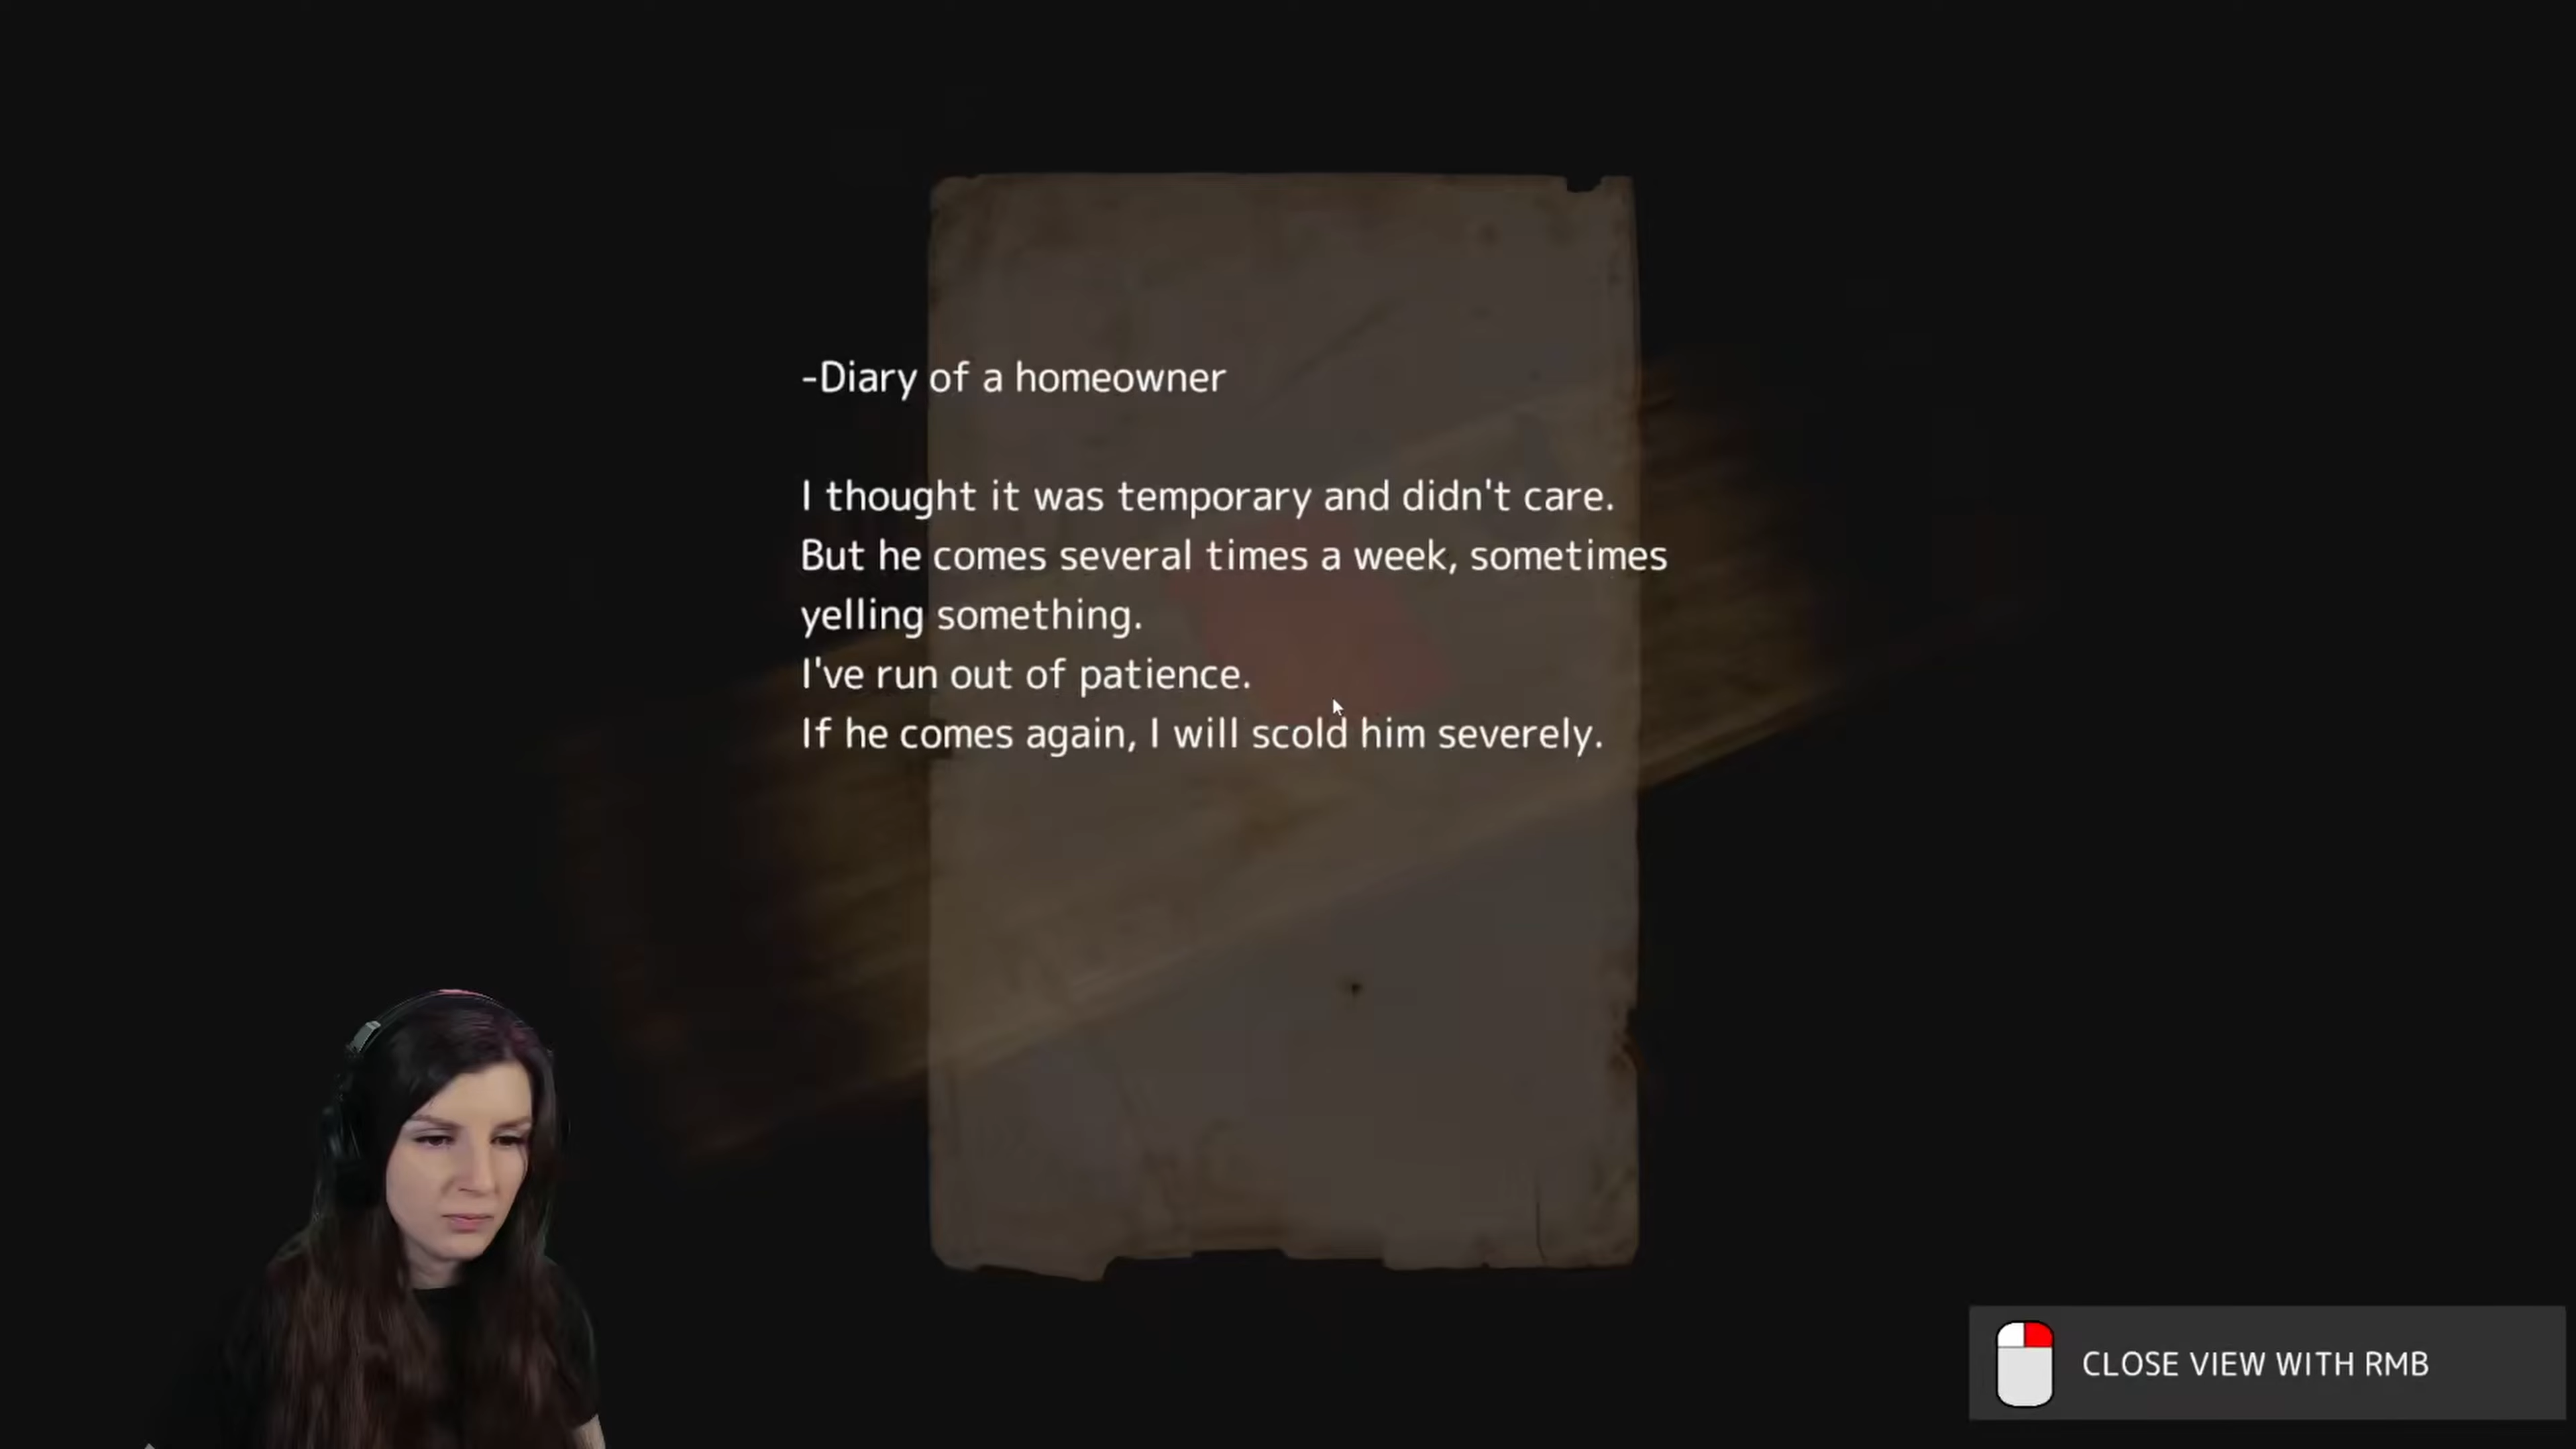 -Diary of a homeowner
I thought it was temporary and didn't care.
But he comes several times a week, sometimes
yelling something.
I've run out of patience.
If he comes again, I will scold him severely.
CLOSE VIEW WITH RMB